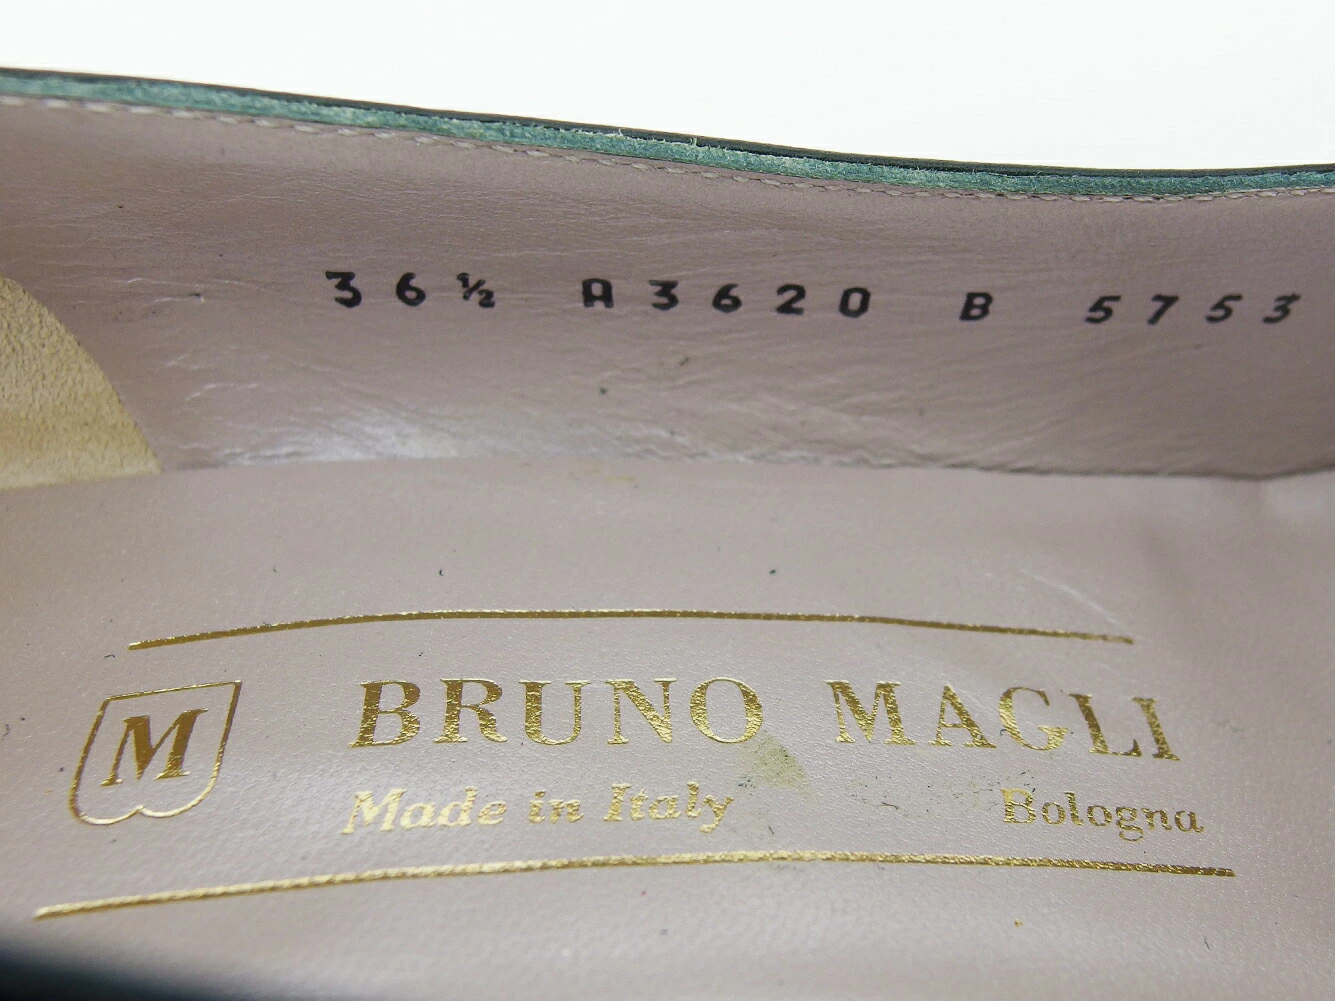 36½ A3620 B 5753
M BRUNO MAGLI
Made in Italy Bologna